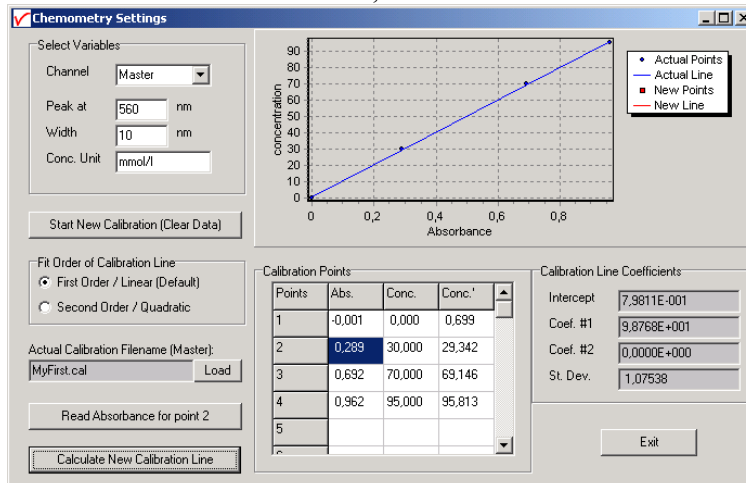 Chemometry Settings
Select Variables
Channel Master
Peak at 560 nm
Width 10 nm
Conc. Unit mmol/l
Start New Calibration (Clear Data)
Fit Order of Calibration Line
First Order / Linear (Default)
Second Order / Quadratic
Actual Calibration Filename (Master):
MyFirst.cal Load
Read Absorbance for point 2
Calculate New Calibration Line
concentration
90
80
70
60
50
40
30
20
10
0
0 0,2 0,4 0,6 0,8
Absorbance
Actual Points
Actual Line
New Points
New Line
Calibration Points
Points Abs. Conc. Conc.'
1 -0,001 0,000 0,699
2 0,289 30,000 29,342
3 0,692 70,000 69,146
4 0,962 95,000 95,813
5
Calibration Line Coefficients
Intercept 7,9811E-001
Coef. #1 9,8768E+001
Coef. #2 0,0000E+000
St. Dev. 1,07538
Exit